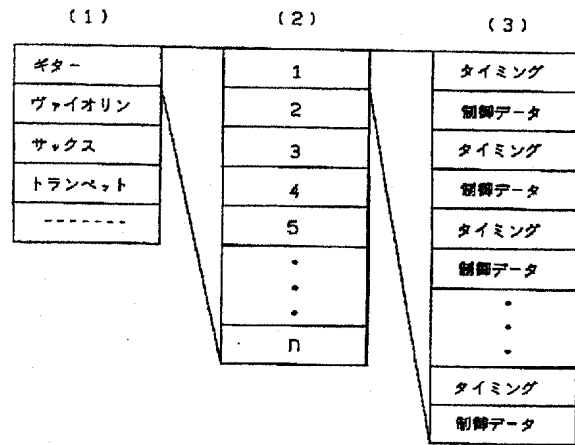 (1)
(2)
(3)
ギター
ヴァイオリン
サックス
トランペット
-------
1
2
3
4
5
・
・
・
n
タイミング
制御データ
タイミング
制御データ
タイミング
制御データ
・
・
・
タイミング
制御データ